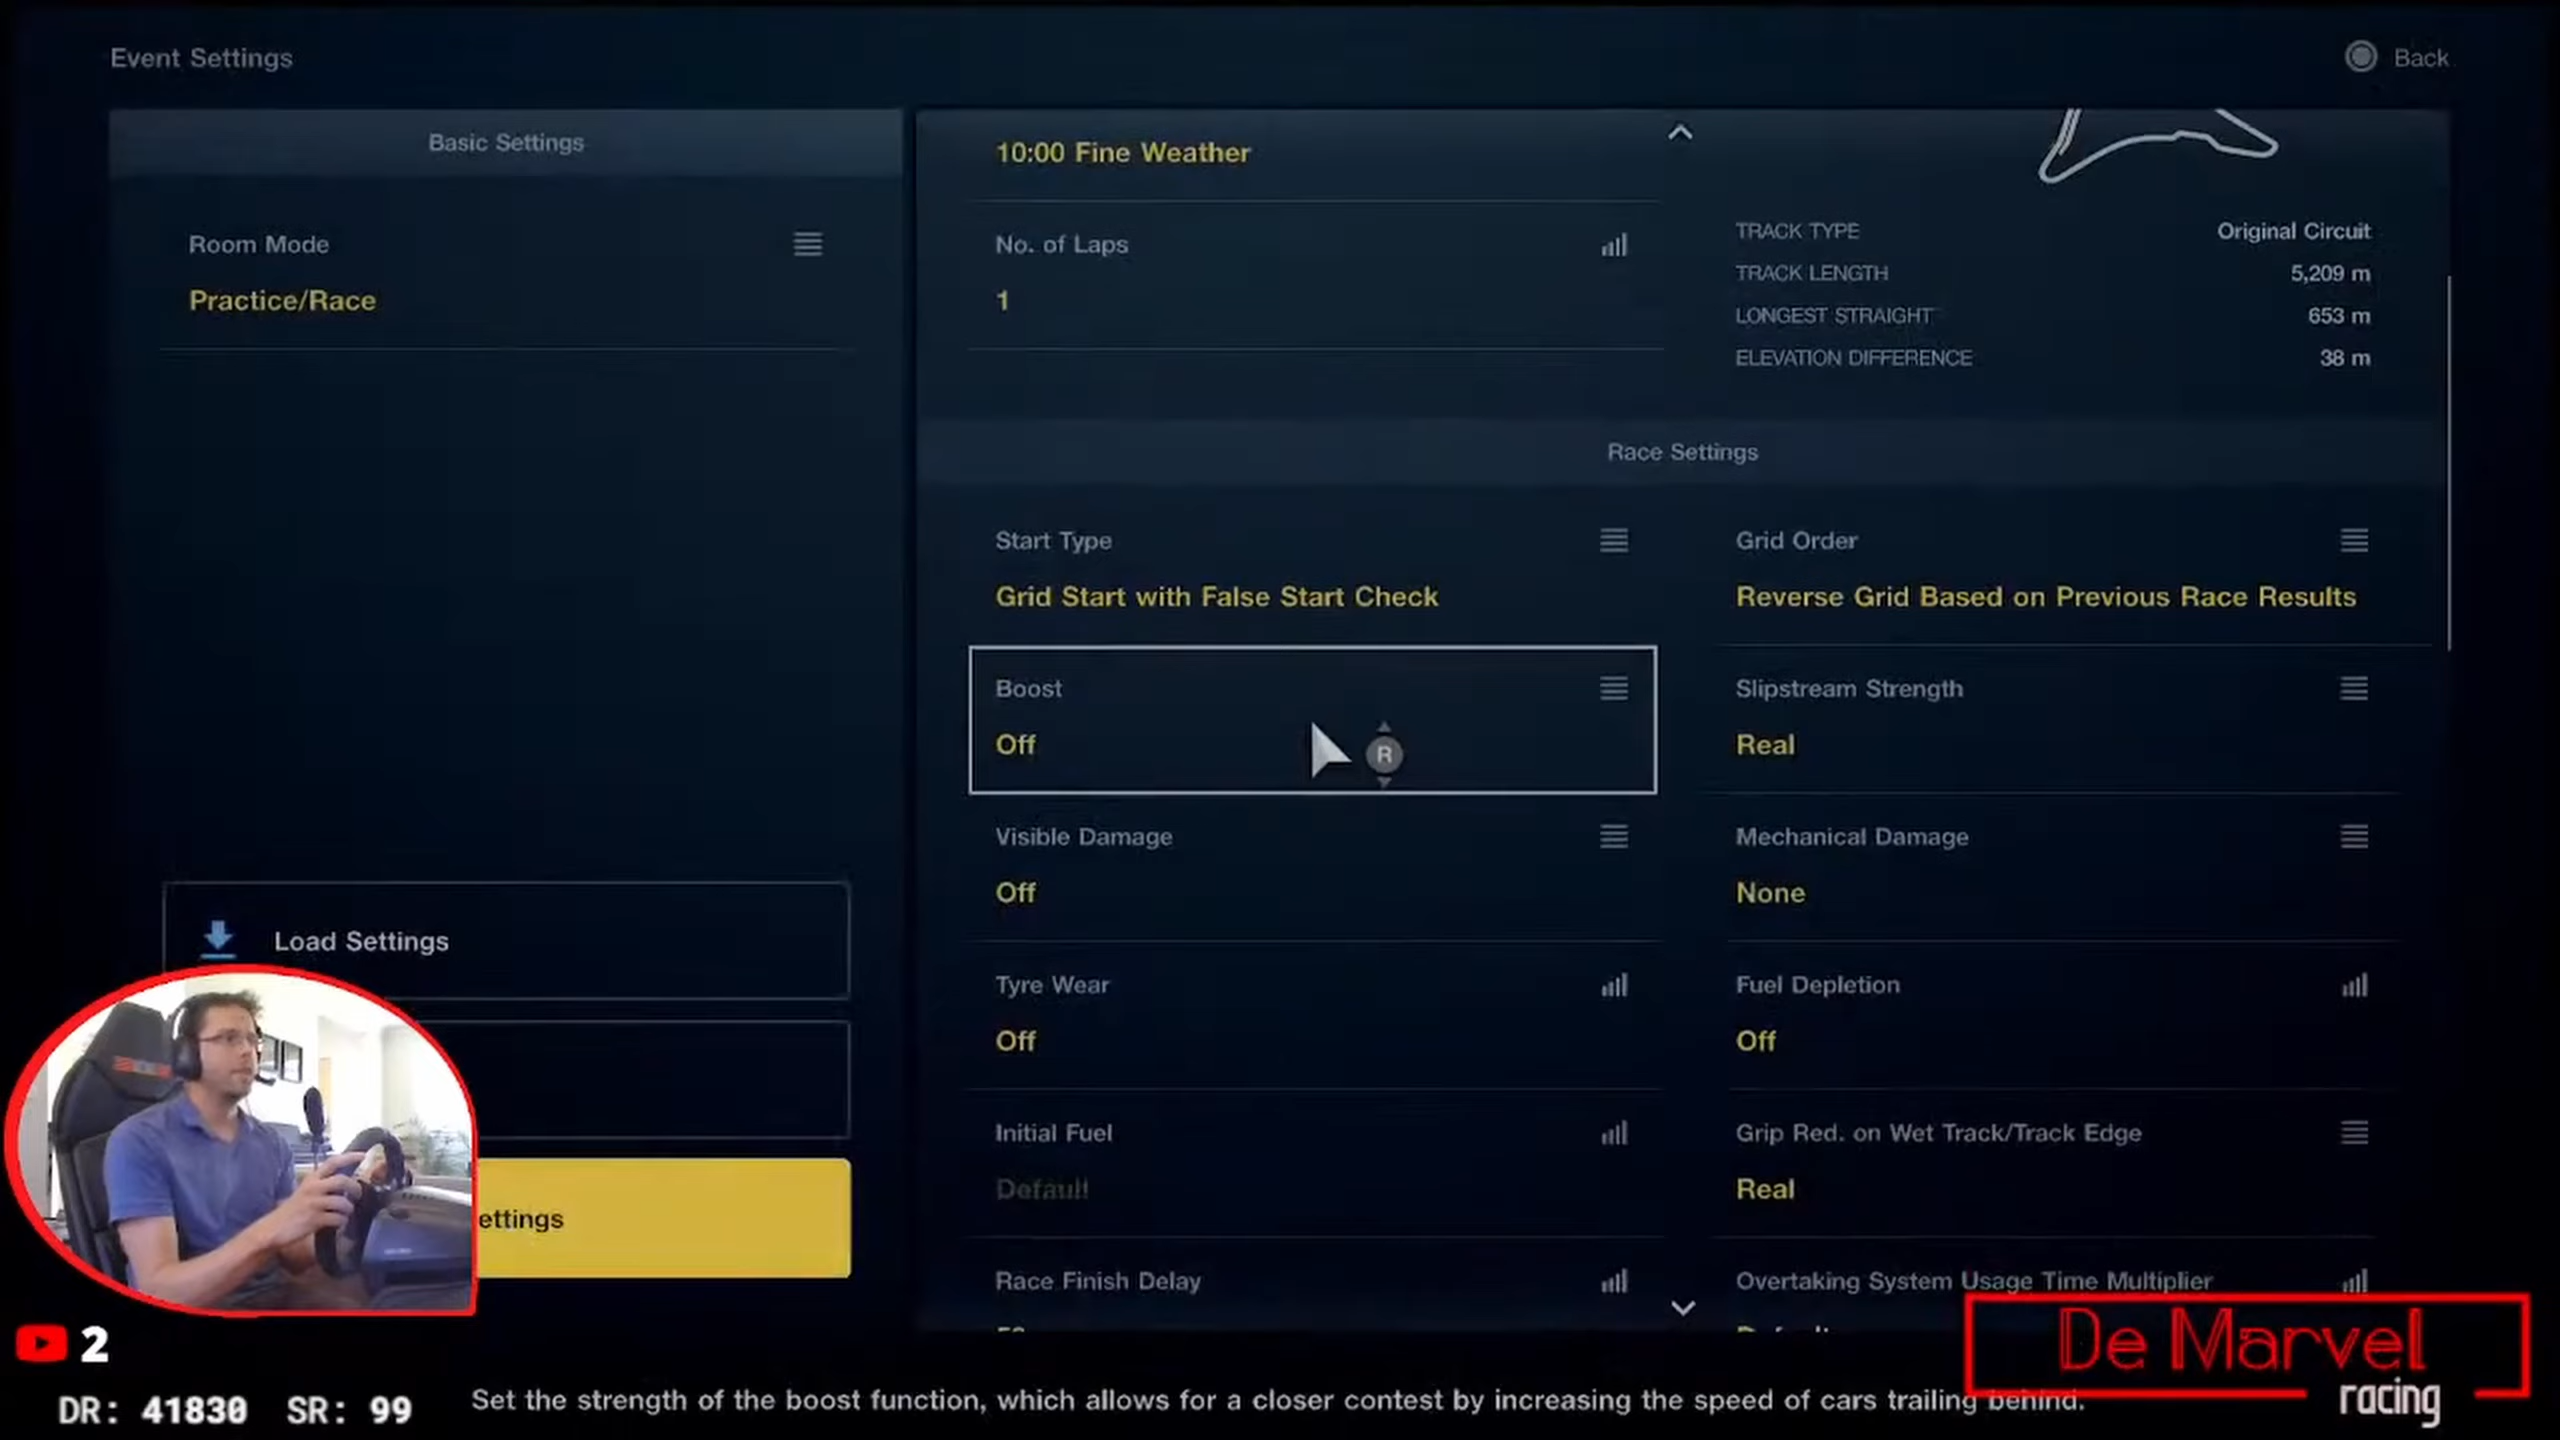 Event Settings
Back
Basic Settings
Room Mode
Practice/Race
Load Settings
ettings
10:00 Fine Weather
No. of Laps
1
TRACK TYPE Original Circuit
TRACK LENGTH 5,209 m
LONGEST STRAIGHT 653 m
ELEVATION DIFFERENCE 38 m
Race Settings
Start Type
Grid Start with False Start Check
Grid Order
Reverse Grid Based on Previous Race Results
Boost
Off
R
Slipstream Strength
Real
Visible Damage
Off
Mechanical Damage
None
Tyre Wear
Off
Fuel Depletion
Off
Initial Fuel
Default
Grip Red. on Wet Track/Track Edge
Real
Race Finish Delay
Overtaking System Usage Time Multiplier
De Marvel
racing
2
DR: 41830 SR: 99
Set the strength of the boost function, which allows for a closer contest by increasing the speed of cars trailing behind.